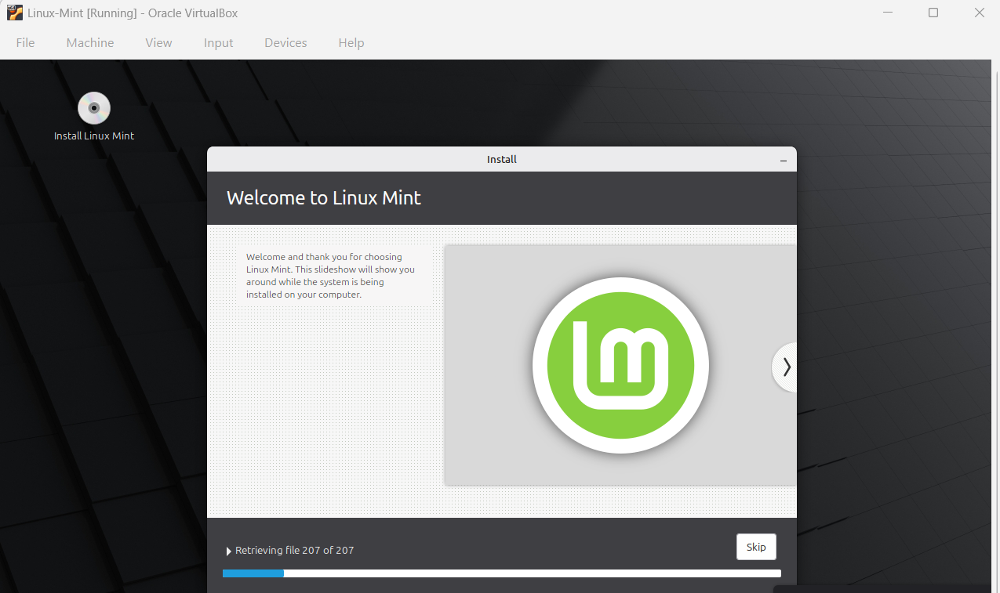 Linux-Mint [Running] - Oracle VirtualBox
File Machine View Input Devices Help
Install Linux Mint
Install
Welcome to Linux Mint
Welcome and thank you for choosing
Linux Mint. This slideshow will show you
around while the system is being
installed on your computer.
lm
Retrieving file 207 of 207
Skip